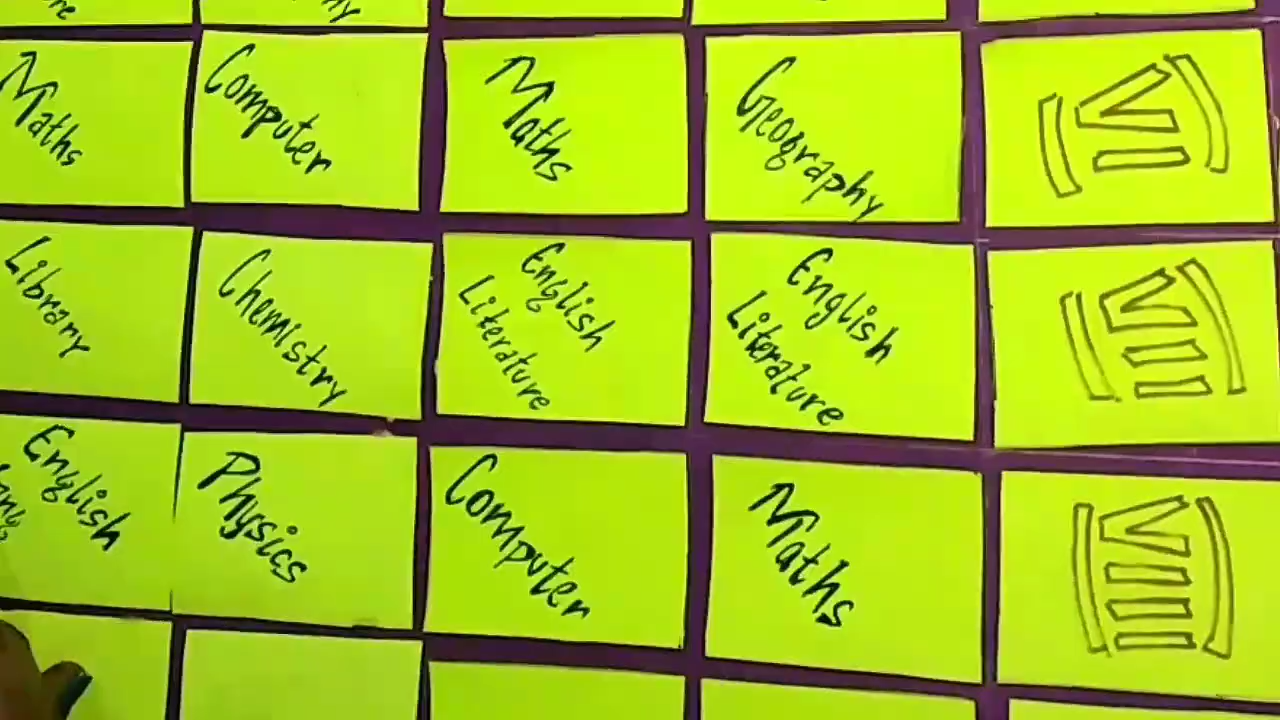 Maths
Computer
Maths
Geography
(VI)
Library
Chemistry
English
Literature
English
Literature
(VII)
English
Physics
Computer
Maths
(VIII)